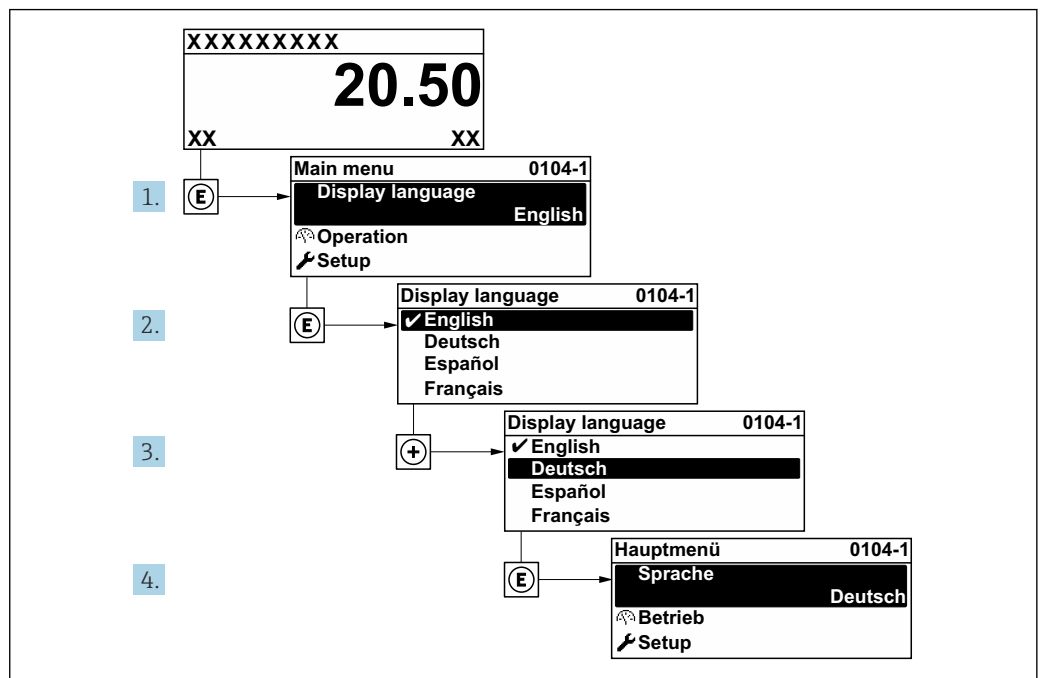 XXXXXXXXX
20.50
XX XX
1. E
Main menu 0104-1
Display language
English
Operation
Setup
2. E
Display language 0104-1
✔English
Deutsch
Español
Français
3. +
Display language 0104-1
✔English
Deutsch
Español
Français
4. E
Hauptmenü 0104-1
Sprache
Deutsch
Betrieb
Setup